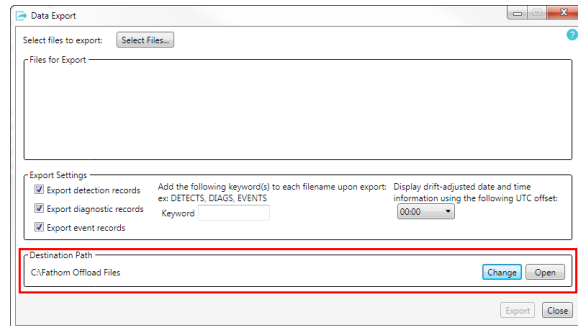 Data Export
Select files to export: Select Files...
Files for Export
Export Settings
Export detection records
Export diagnostic records
Export event records
Add the following keyword(s) to each filename upon export:
ex: DETECTS, DIAGS, EVENTS
Keyword
Display drift-adjusted date and time
information using the following UTC offset:
00:00
Destination Path
C:\Fathom Offload Files
Change Open
Export Close